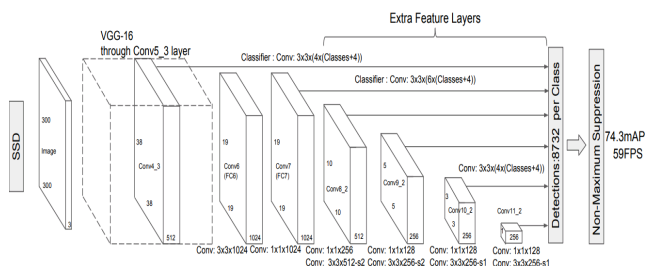 Extra Feature Layers
VGG-16
through Conv5_3 layer
Classifier : Conv: 3x3x(4x(Classes+4))
Classifier : Conv: 3x3x(6x(Classes+4))
SSD
300
Image
300
3
38
Conv4_3
38
512
19
Conv6
(FC6)
19
1024
19
Conv7
(FC7)
19
1024
10
Conv8_2
10
512
5
Conv9_2
5
256
Conv: 3x3x(4x(Classes+4))
3
Conv10_2
3
256
Conv11_2
1
256
Detections:8732 per Class
Non-Maximum Suppression
74.3mAP
59FPS
Conv: 3x3x1024
Conv: 1x1x1024
Conv: 1x1x256
Conv: 3x3x512-s2
Conv: 1x1x128
Conv: 3x3x256-s2
Conv: 1x1x128
Conv: 3x3x256-s1
Conv: 1x1x128
Conv: 3x3x256-s1